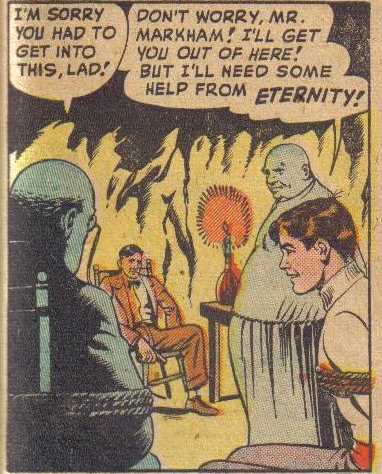 I'M SORRY
YOU HAD TO
GET INTO
THIS, LAD!
DON'T WORRY, MR.
MARKHAM! I'LL GET
YOU OUT OF HERE!
BUT I'LL NEED SOME
HELP FROM ETERNITY!